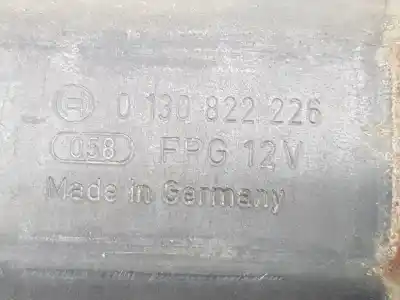 0 130 822 226
058 FPG 12V
Made in Germany